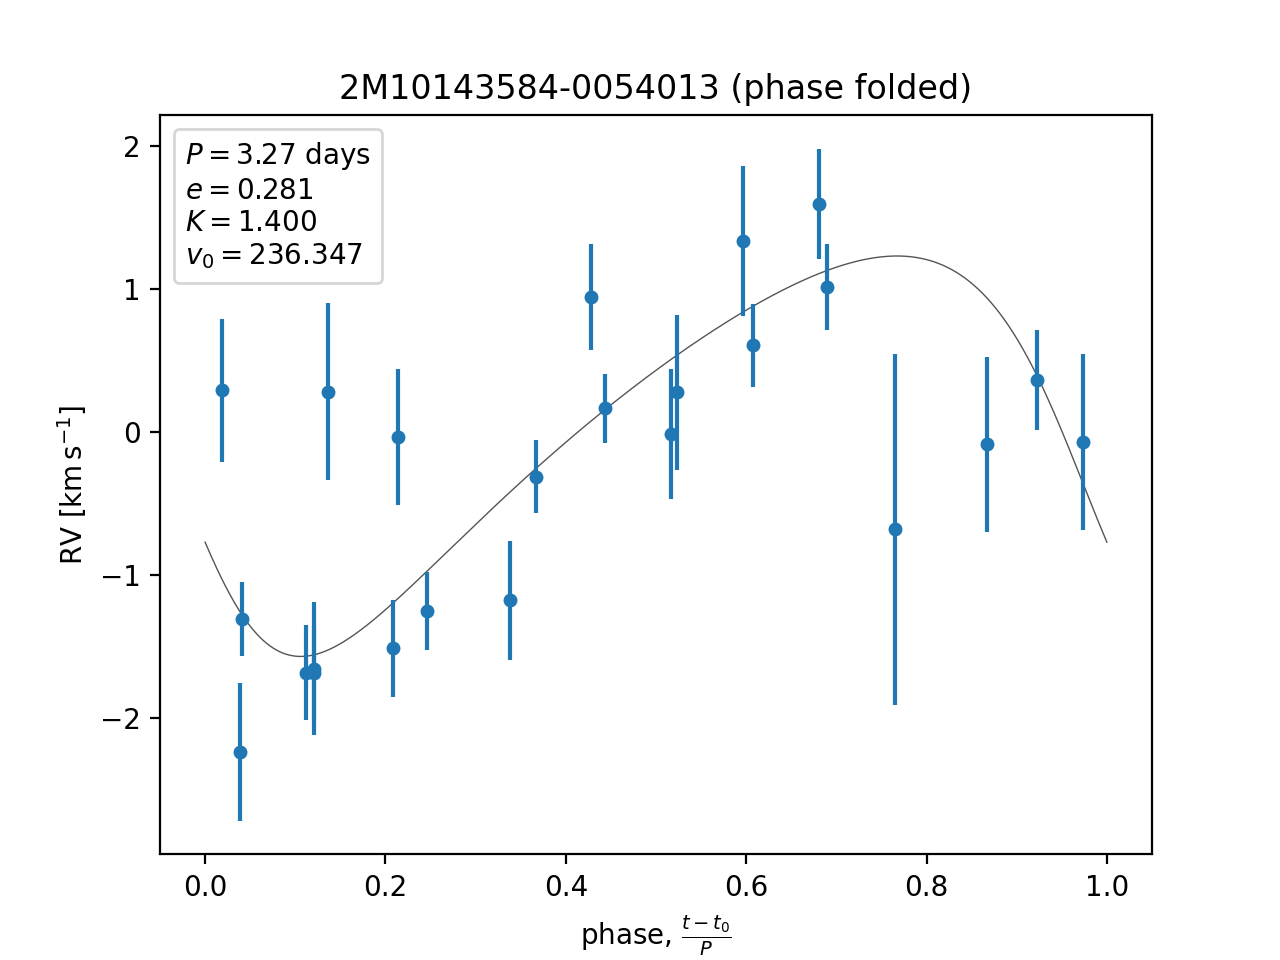 2M10143584-0054013 (phase folded)
P = 3.27 days
e = 0.281
K = 1.400
v₀ = 236.347
2
1
0
−1
−2
RV [km s⁻¹]
0.0 0.2 0.4 0.6 0.8 1.0
phase, (t − t₀)/P